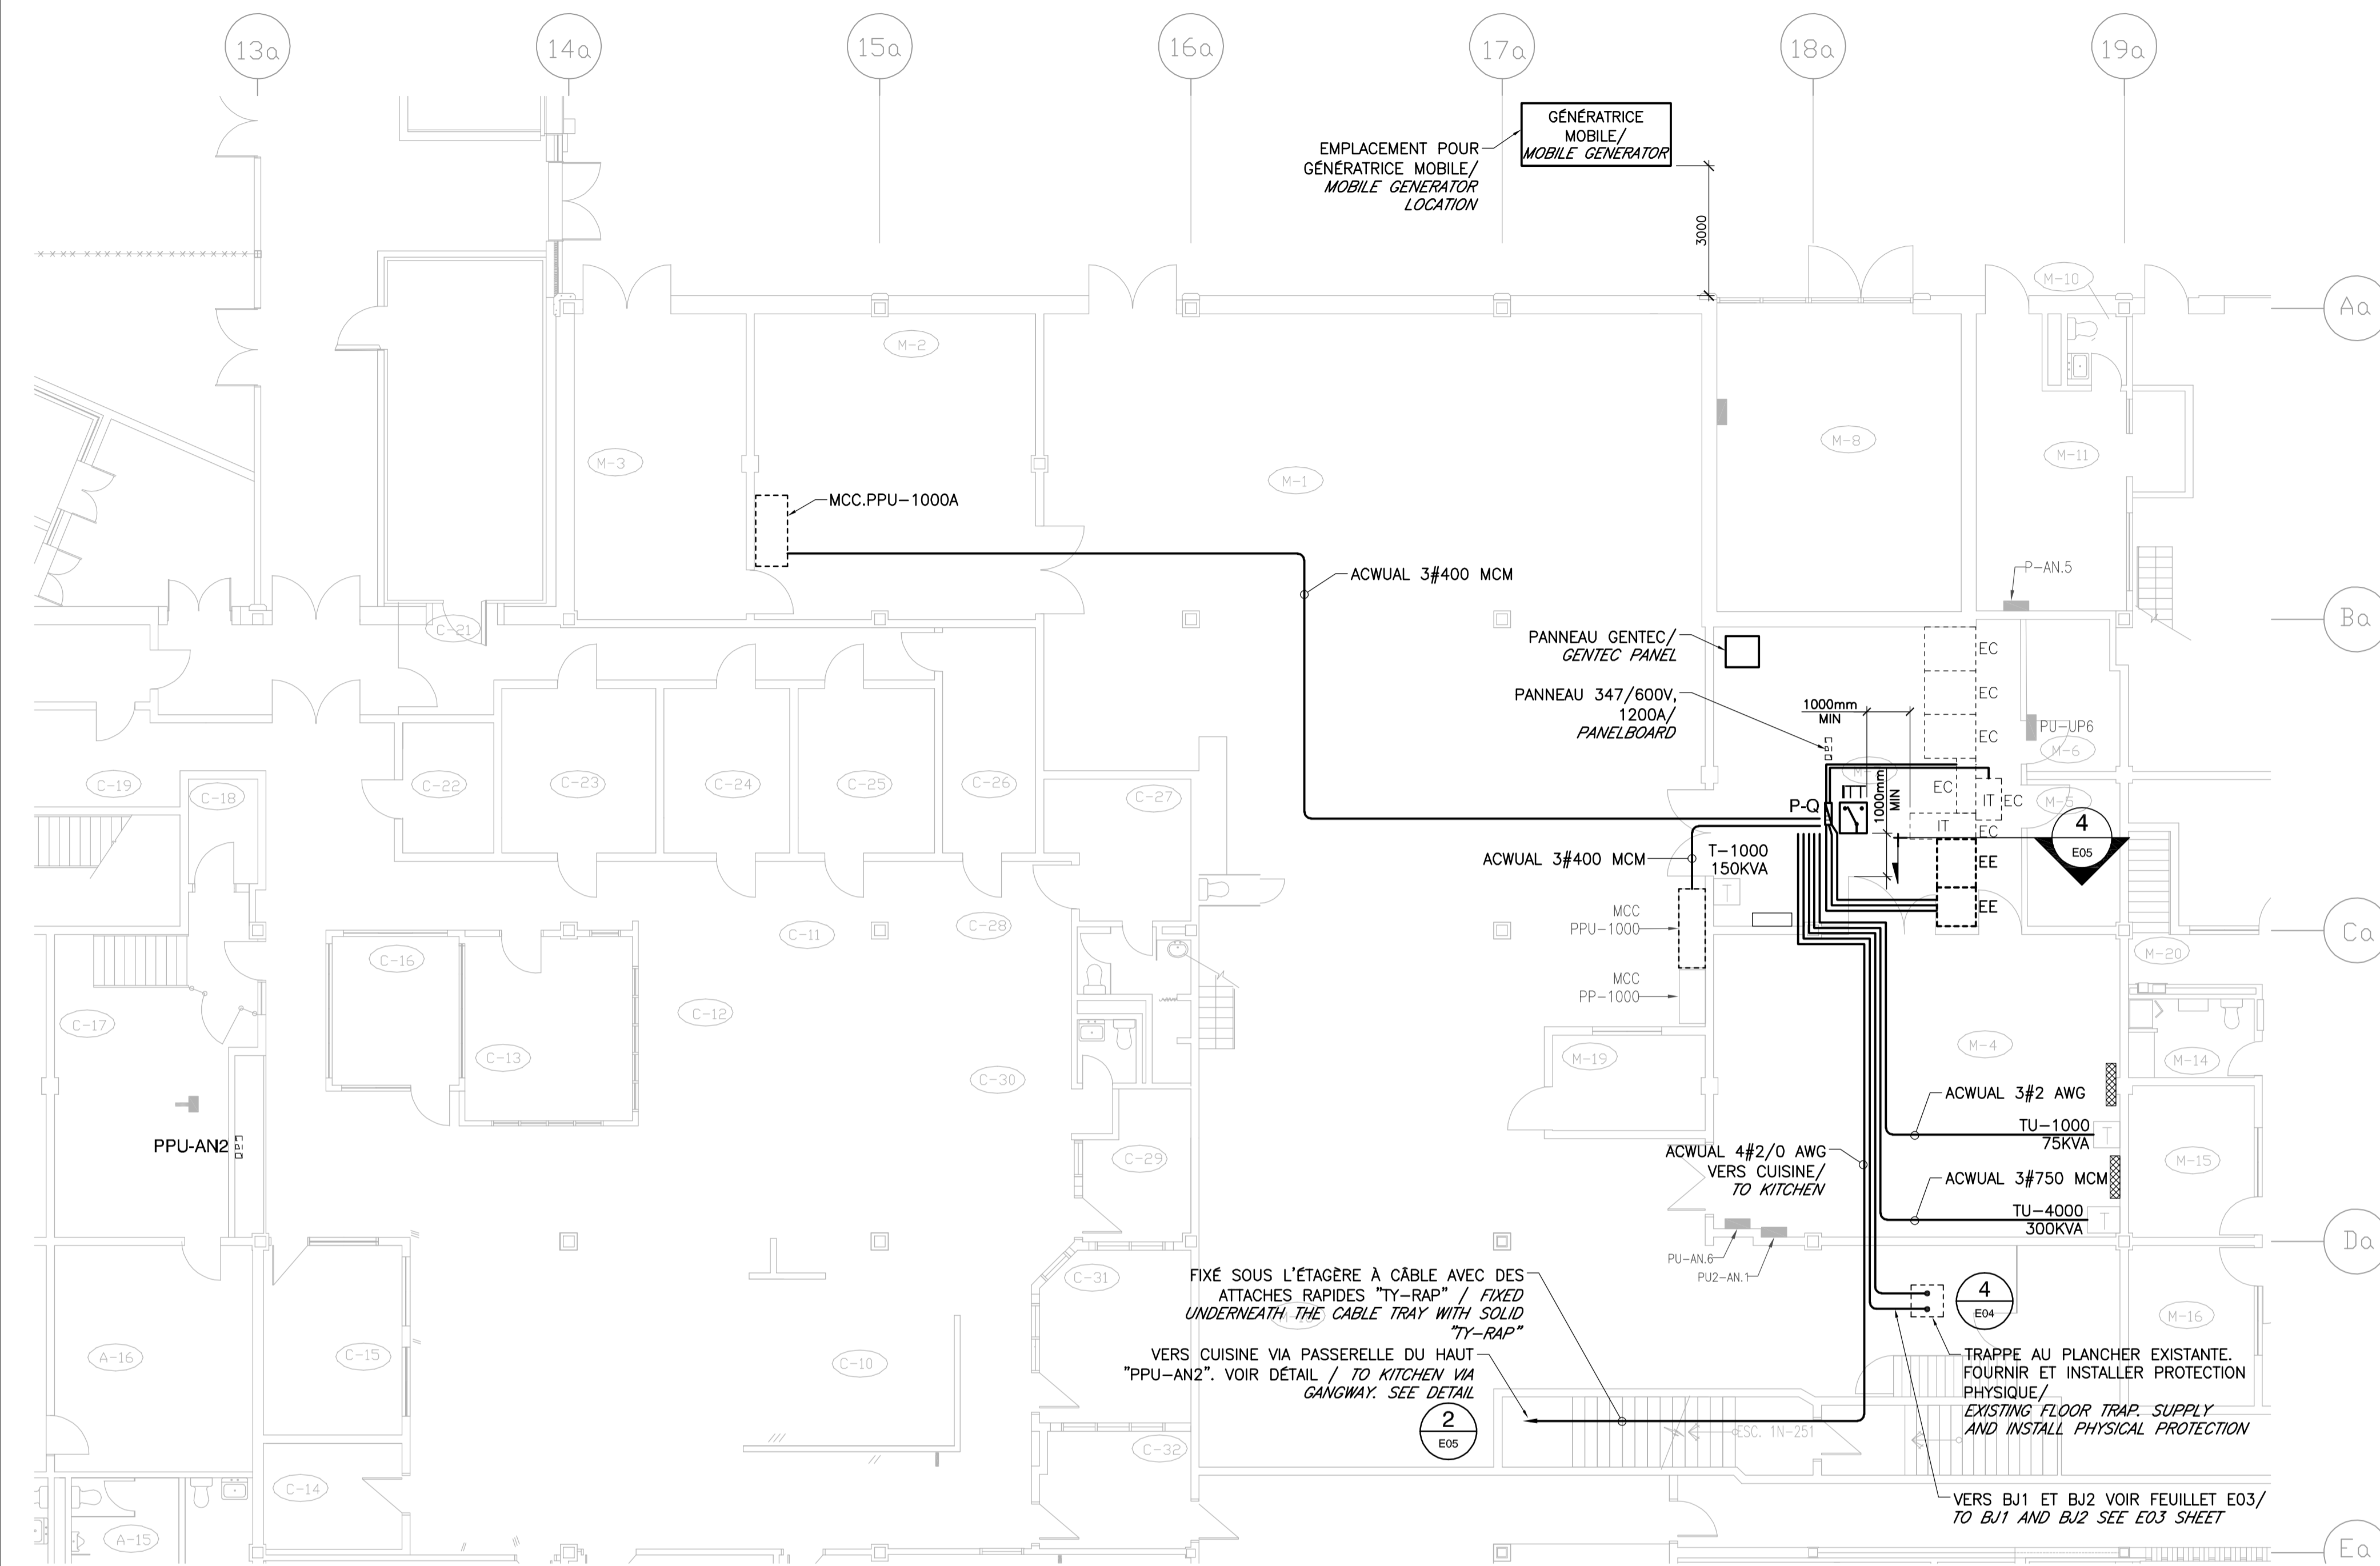 13a
14a
15a
16a
17a
18a
19a
GÉNÉRATRICE
MOBILE/
MOBILE GENERATOR
EMPLACEMENT POUR
GÉNÉRATRICE MOBILE/
MOBILE GENERATOR
LOCATION
3000
M-10
Aa
M-2
M-3
M-8
M-11
M-1
MCC.PPU-1000A
ACWUAL 3#400 MCM
P-AN.5
Ba
C-21
PANNEAU GENTEC/
GENTEC PANEL
EC
EC
PANNEAU 347/600V,
1200A/
PANELBOARD
1000mm
MIN
EC
PU-UP6
M-6
C-19
C-18
C-22
C-23
C-24
C-25
C-26
C-27
P-Q
ITT
1000mm
MIN
EC
IT
EC
M-5
IT
EC
4
E05
ACWUAL 3#400 MCM
T-1000
150KVA
EE
T
EE
MCC
PPU-1000
C-11
C-28
Ca
C-16
M-20
MCC
PP-1000
C-17
C-12
C-13
C-30
M-19
M-4
M-14
ACWUAL 3#2 AWG
TU-1000
75KVA
T
PPU-AN2
C-29
ACWUAL 4#2/0 AWG
VERS CUISINE/
TO KITCHEN
M-15
ACWUAL 3#750 MCM
TU-4000
300KVA
T
Da
PU-AN.6
PU2-AN.1
FIXÉ SOUS L'ÉTAGÈRE À CÂBLE AVEC DES
ATTACHES RAPIDES "TY-RAP" / FIXED
UNDERNEATH THE CABLE TRAY WITH SOLID
"TY-RAP"
C-31
4
E04
M-16
A-16
C-15
C-10
VERS CUISINE VIA PASSERELLE DU HAUT
"PPU-AN2". VOIR DÉTAIL / TO KITCHEN VIA
GANGWAY. SEE DETAIL
2
E05
TRAPPE AU PLANCHER EXISTANTE.
FOURNIR ET INSTALLER PROTECTION
PHYSIQUE/
EXISTING FLOOR TRAP. SUPPLY
AND INSTALL PHYSICAL PROTECTION
ESC. 1N-251
C-32
C-14
A-15
VERS BJ1 ET BJ2 VOIR FEUILLET E03/
TO BJ1 AND BJ2 SEE E03 SHEET
Ea